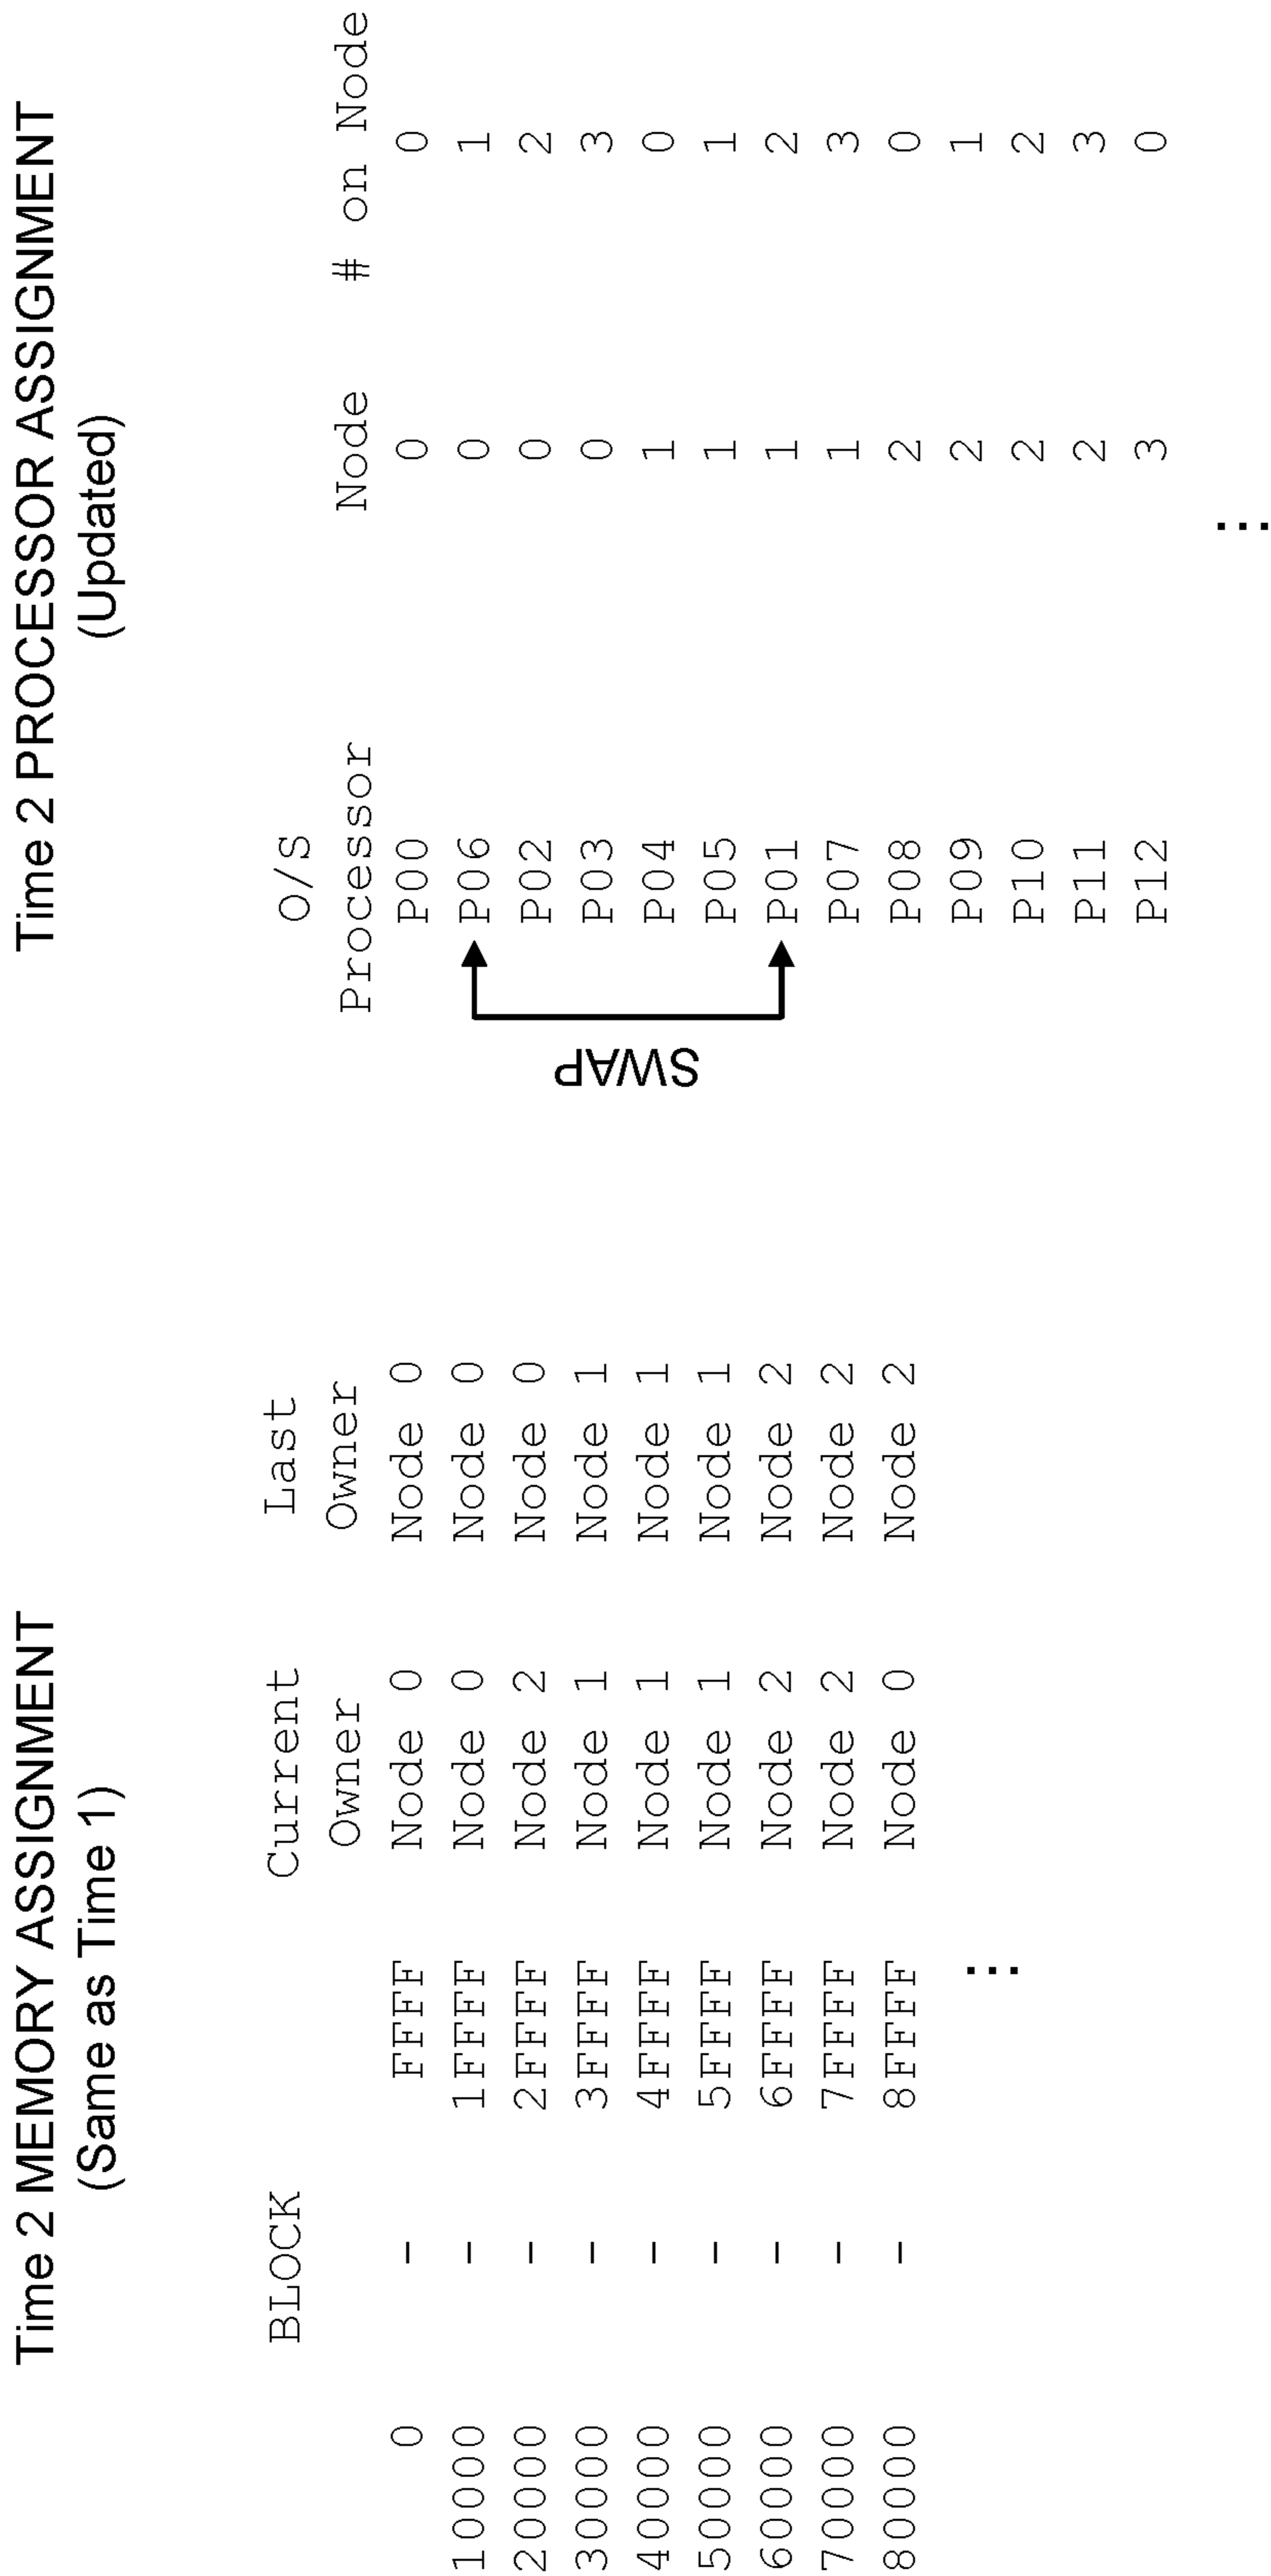 Time 2 MEMORY ASSIGNMENT
(Same as Time 1)
BLOCK Current Last
Owner Owner
0 - FFFF Node 0 Node 0
10000 - 1FFFF Node 0 Node 0
20000 - 2FFFF Node 2 Node 0
30000 - 3FFFF Node 1 Node 1
40000 - 4FFFF Node 1 Node 1
50000 - 5FFFF Node 1 Node 1
60000 - 6FFFF Node 2 Node 2
70000 - 7FFFF Node 2 Node 2
80000 - 8FFFF Node 0 Node 2
...
Time 2 PROCESSOR ASSIGNMENT
(Updated)
O/S
Processor Node # on Node
P00 0 0
P06 0 1
P02 0 2
P03 0 3
P04 1 0
P05 1 1
P01 1 2
P07 1 3
P08 2 0
P09 2 1
P10 2 2
P11 2 3
P12 3 0
...
SWAP